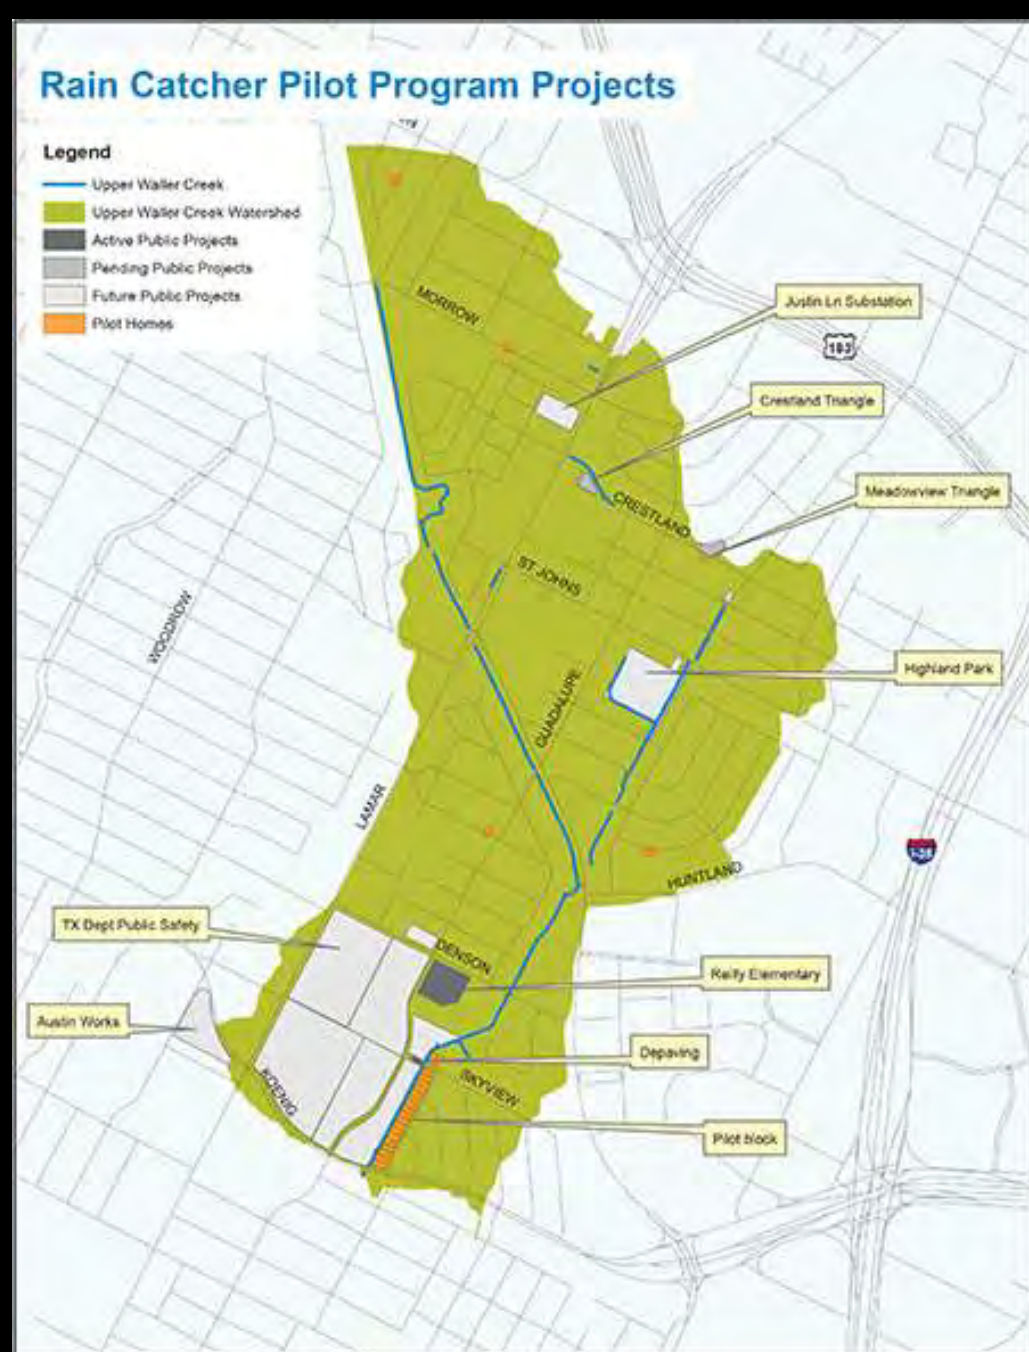 Rain Catcher Pilot Program Projects
Legend
Upper Waller Creek
Upper Waller Creek Watershed
Active Public Projects
Pending Public Projects
Future Public Projects
Pilot Homes
MORROW
Justin Ln Substation
183
Crestland Triangle
Meadowview Triangle
CRESTLAND
ST JOHNS
WOODROW
Highland Park
GUADALUPE
LAMAR
I-35
HUNTLAND
TX Dept Public Safety
DENSON
Reilly Elementary
Austin Works
Depaving
KOENIG
SKYVIEW
Pilot block